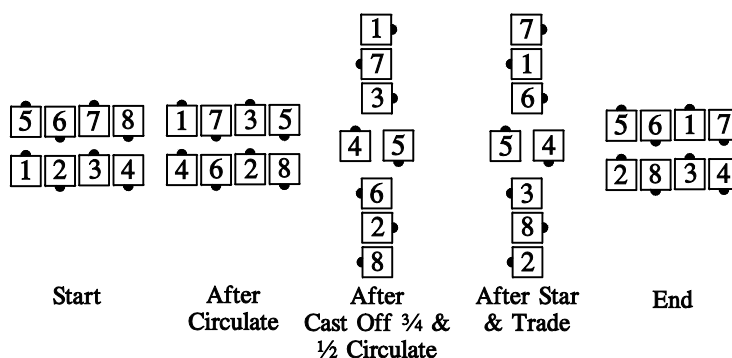 5 6 7 8
1 2 3 4
Start
1 7 3 5
4 6 2 8
After
Circulate
1
7
3
4 5
6
2
8
After
Cast Off ¾ &
½ Circulate
7
1
6
5 4
3
8
2
After Star
& Trade
5 6 1 7
2 8 3 4
End